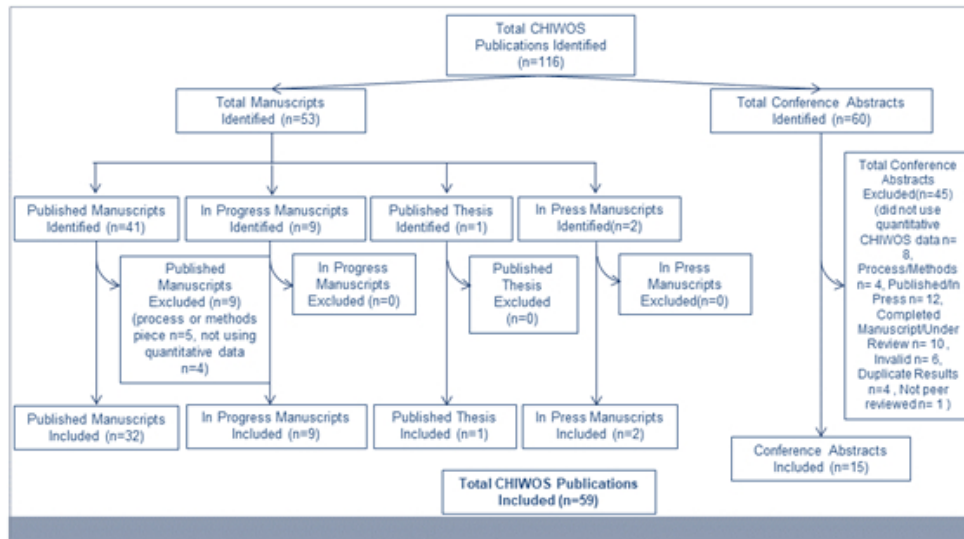 Total CHIWOS
Publications Identified
(n=116)
Total Manuscripts
Identified (n=53)
Total Conference Abstracts
Identified (n=60)
Published Manuscripts
Identified (n=41)
In Progress Manuscripts
Identified (n=9)
Published Thesis
Identified (n=1)
In Press Manuscripts
Identified(n=2)
Total Conference
Abstracts
Excluded(n=45)
(did not use
quantitative
CHIWOS data n=
8,
Process/Methods
n= 4, Published/In
Press n= 12,
Completed
Manuscript/Under
Review n= 10 ,
Invalid n= 6,
Duplicate Results
n=4 , Not peer
reviewed n= 1 )
Published
Manuscripts
Excluded (n=9)
(process or methods
piece n=5, not using
quantitative data
n=4)
In Progress
Manuscripts
Excluded (n=0)
Published
Thesis
Excluded
(n=0)
In Press
Manuscripts
Excluded(n=0)
Published Manuscripts
Included (n=32)
In Progress Manuscripts
Included (n=9)
Published Thesis
Included (n=1)
In Press Manuscripts
Included (n=2)
Conference Abstracts
Included (n=15)
Total CHIWOS Publications
Included (n=59)